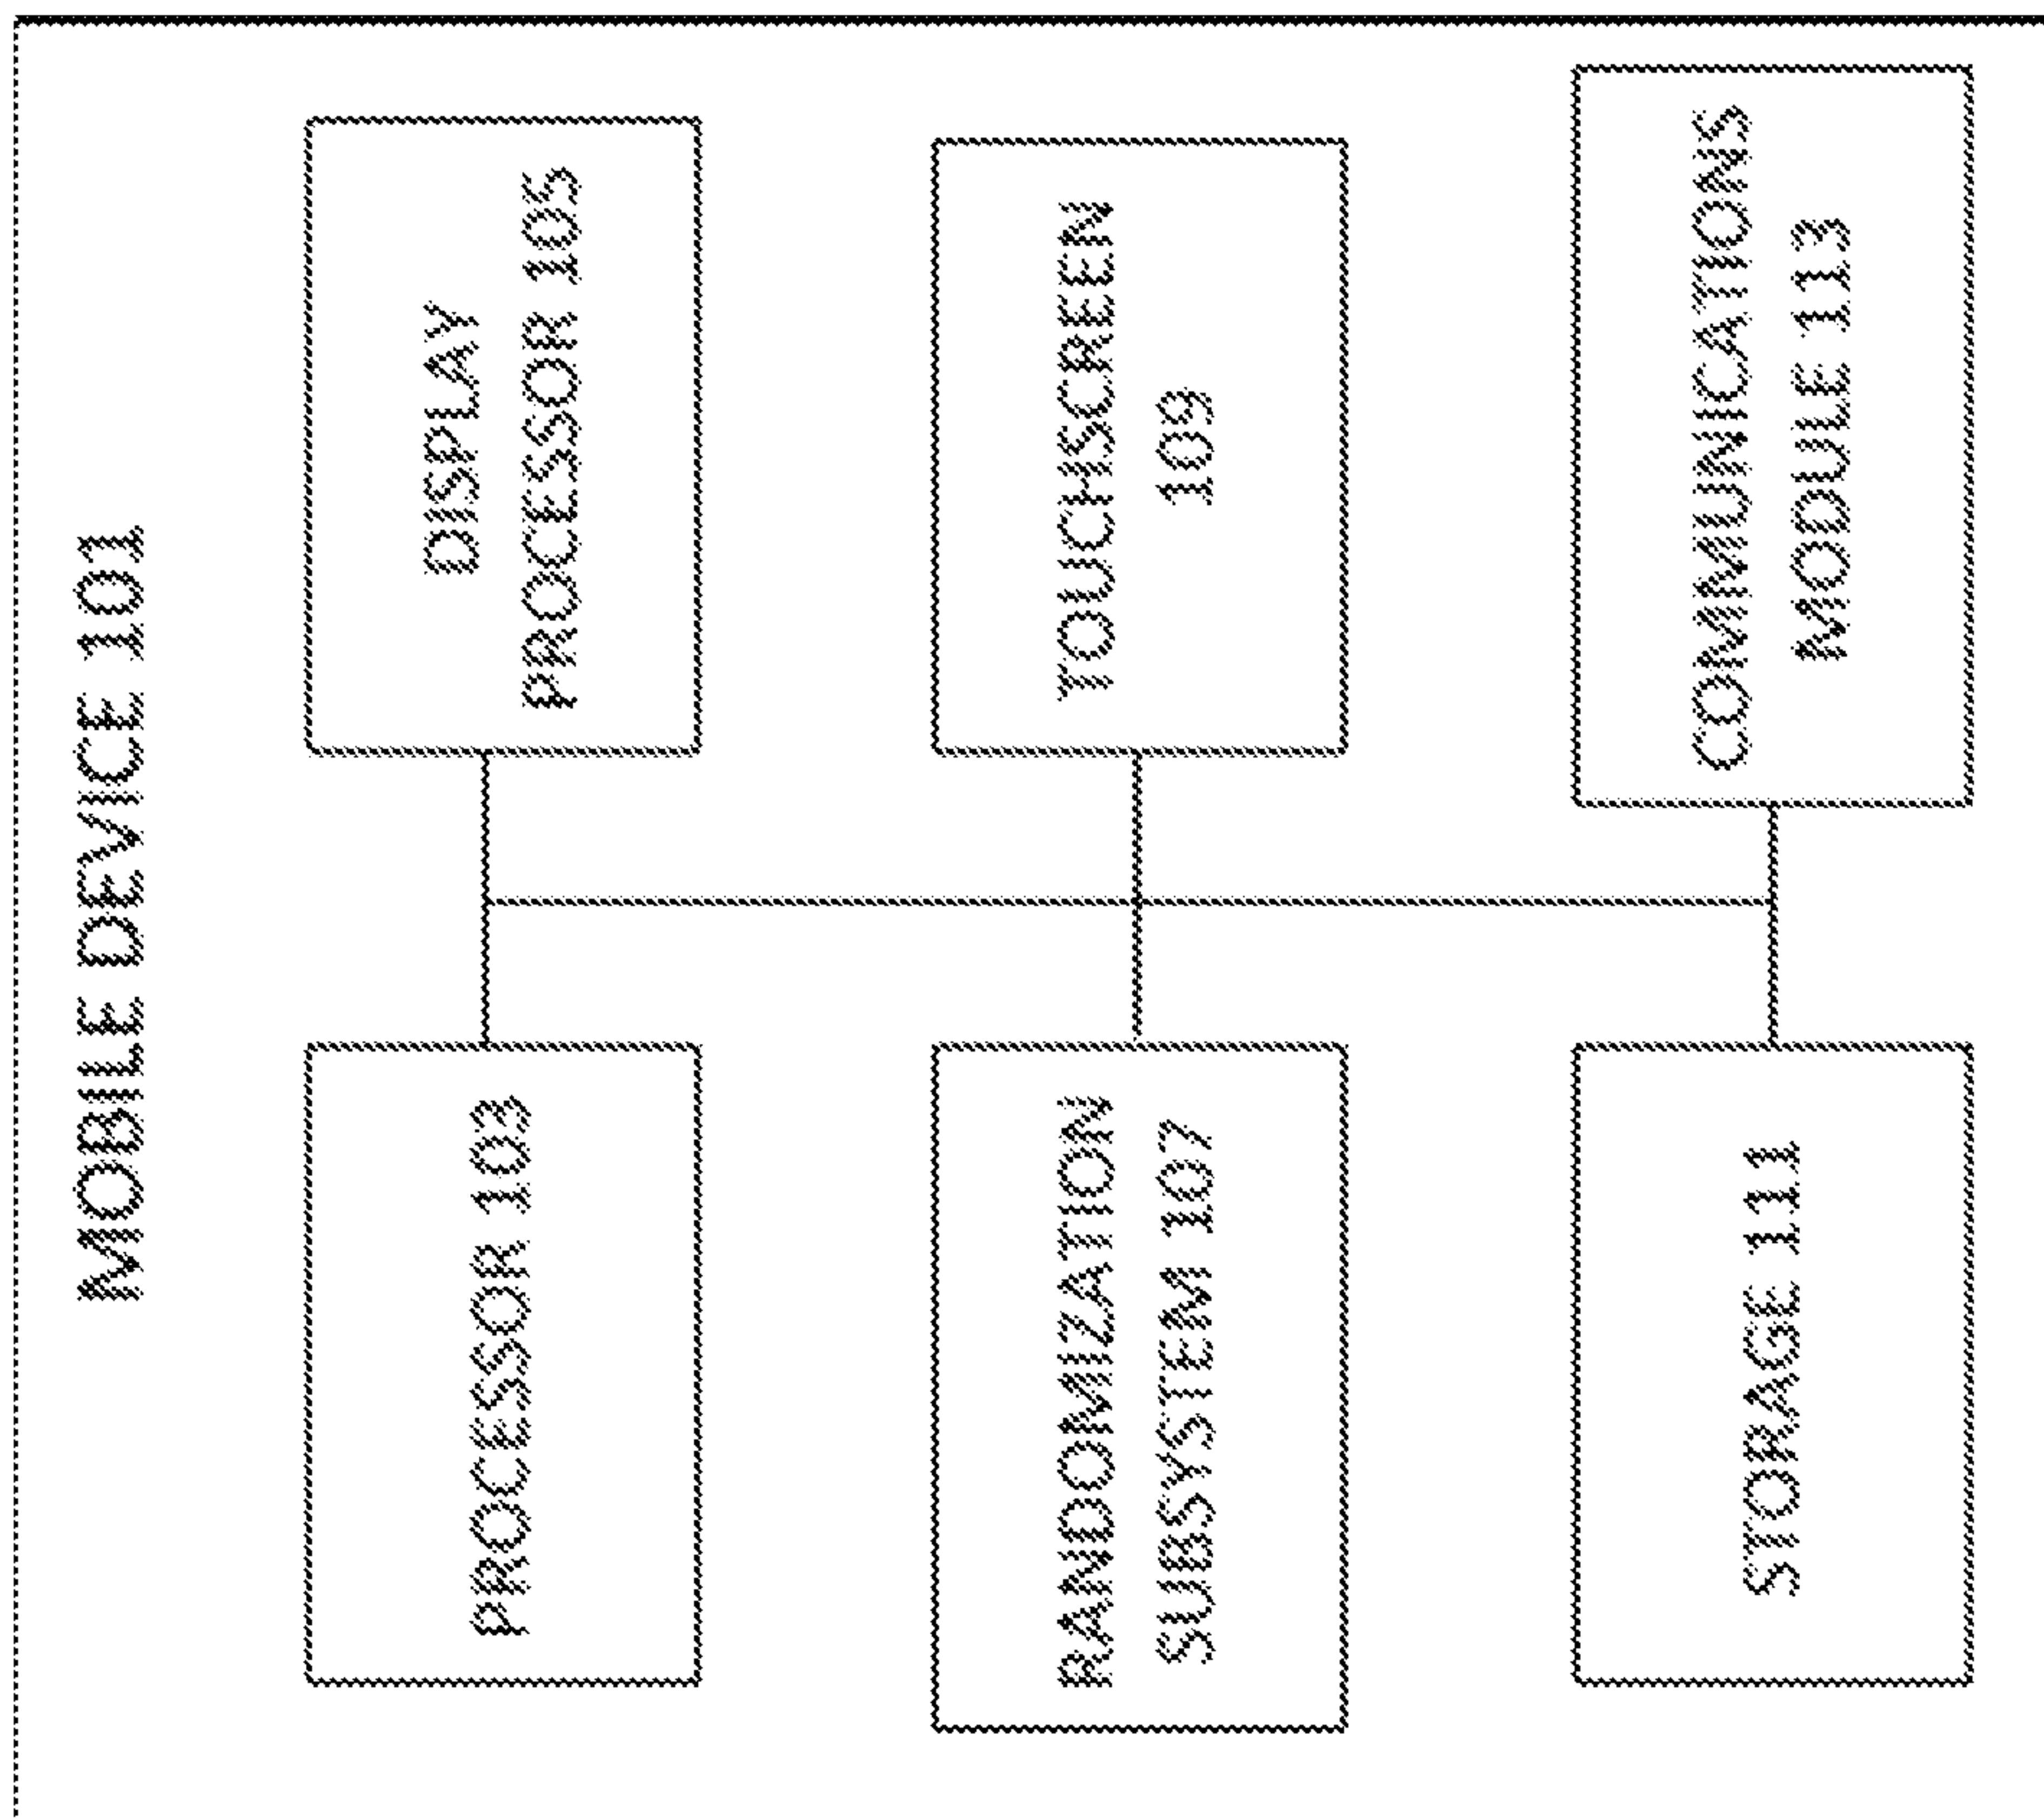 MOBILE DEVICE 101
PROCESSOR 103
DISPLAY
PROCESSOR 105
RANDOMIZATION
SUBSYSTEM 107
TOUCHSCREEN
109
STORAGE 111
COMMUNICATIONS
MODULE 113